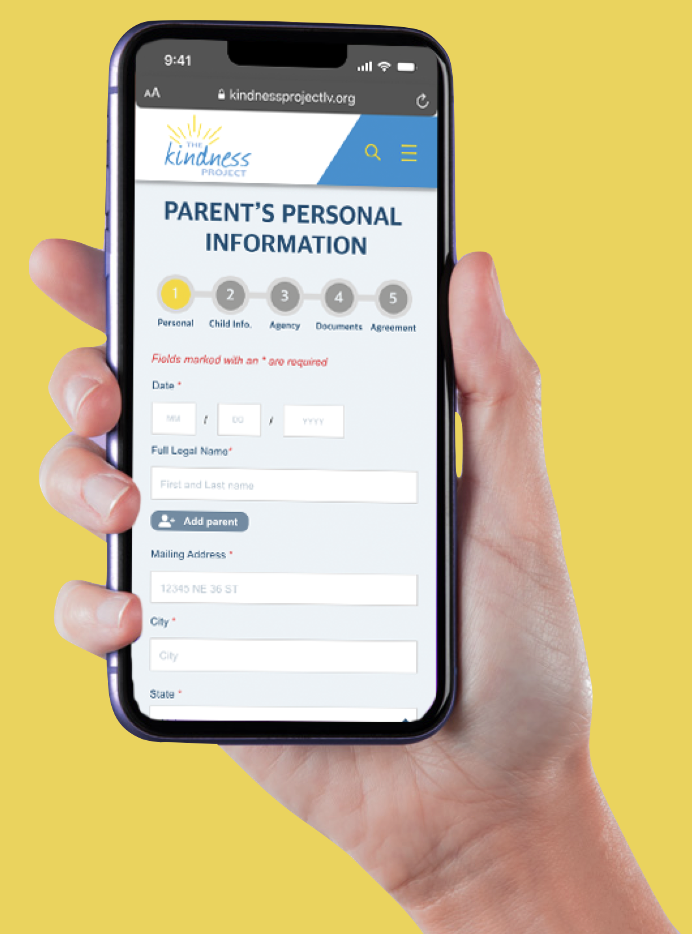 9:41
AA kindnessprojectlv.org
THE
kindness
PROJECT
PARENT'S PERSONAL
INFORMATION
1 2 3 4 5
Personal Child Info. Agency Documents Agreement
Fields marked with an * are required
Date *
MM / DD / YYYY
Full Legal Name*
First and Last name
Add parent
Mailing Address *
12345 NE 36 ST
City *
City
State *